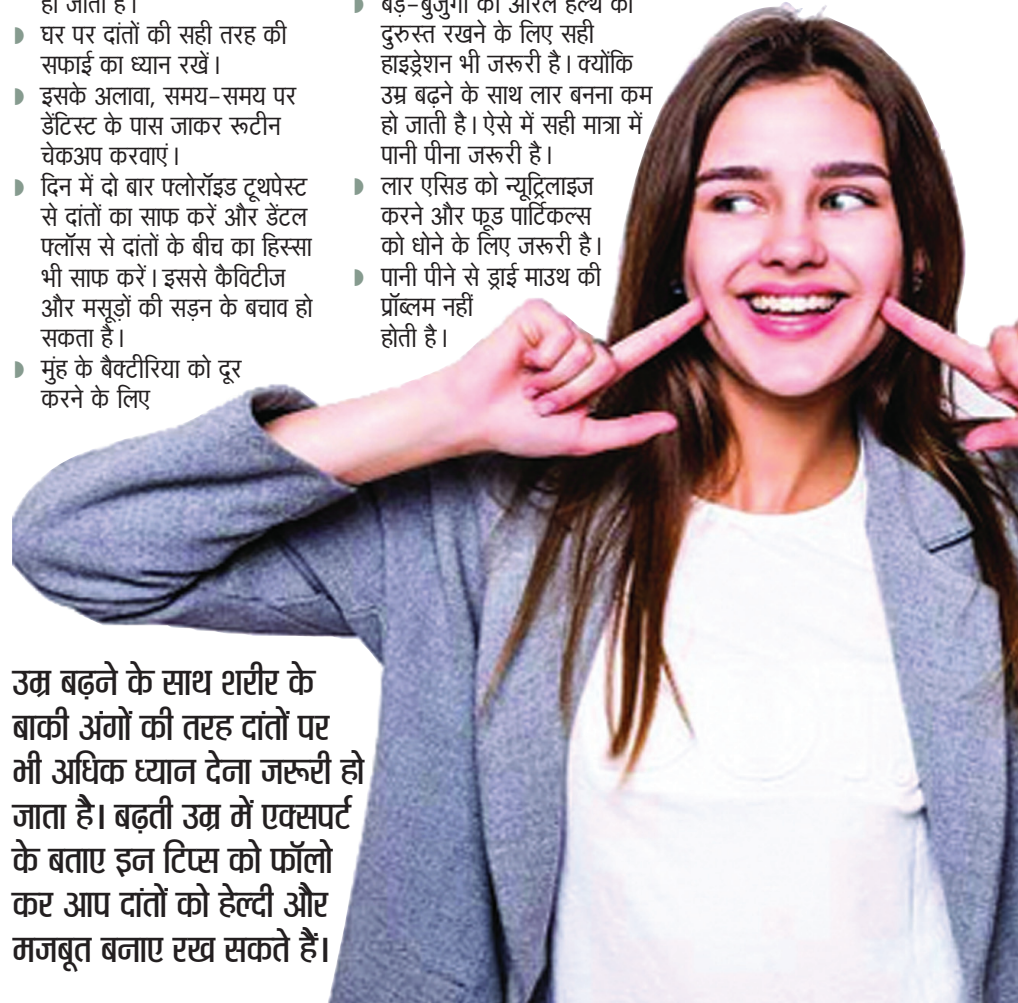 हो जाता है।
घर पर दांतों की सही तरह की
सफाई का ध्यान रखें।
इसके अलावा, समय-समय पर
डेंटिस्ट के पास जाकर रूटीन
चेकअप करवाएं।
दिन में दो बार फ्लोरॉइड टूथपेस्ट
से दांतों का साफ करें और डेंटल
फ्लॉस से दांतों के बीच का हिस्सा
भी साफ करें। इससे कैविटीज
और मसूड़ों की सड़न के बचाव हो
सकता है।
मुंह के बैक्टीरिया को दूर
करने के लिए
बड़े-बुजुर्गों की ओरल हेल्थ को
दुरुस्त रखने के लिए सही
हाइड्रेशन भी जरूरी है। क्योंकि
उम्र बढ़ने के साथ लार बनना कम
हो जाती है। ऐसे में सही मात्रा में
पानी पीना जरूरी है।
लार एसिड को न्यूट्रिलाइज
करने और फूड पार्टिकल्स
को धोने के लिए जरूरी है।
पानी पीने से ड्राई माउथ की
प्रॉब्लम नहीं
होती है।
उम्र बढ़ने के साथ शरीर के
बाकी अंगों की तरह दांतों पर
भी अधिक ध्यान देना जरूरी हो
जाता है। बढ़ती उम्र में एक्सपर्ट
के बताए इन टिप्स को फॉलो
कर आप दांतों को हेल्दी और
मजबूत बनाए रख सकते हैं।